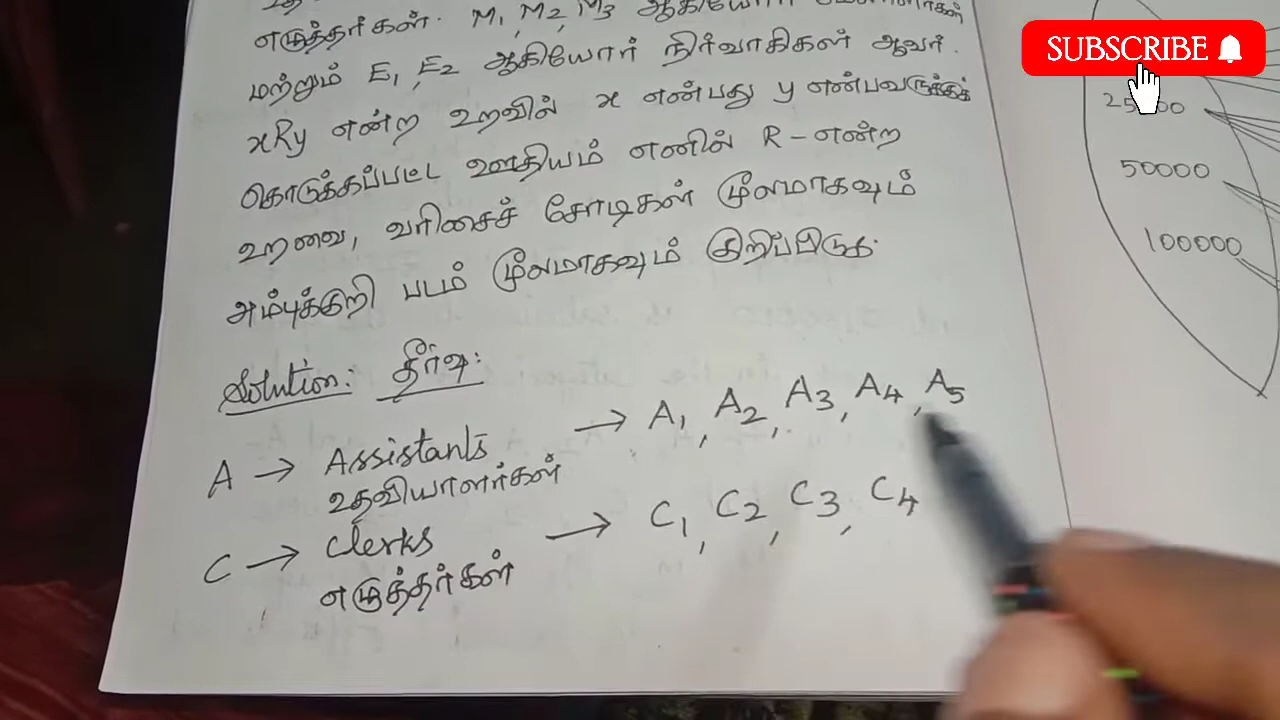 எழுத்தர்கள். M1, M2, M3 ஆகியோர்
மற்றும் E1, E2 ஆகியோர் நிர்வாகிகள் ஆவர்.
xRy என்ற உறவில் x என்பது y என்பவருக்குக்
கொடுக்கப்பட்ட ஊதியம் எனில் R-என்ற
உறவை, வரிசைச் சோடிகள் மூலமாகவும்
அம்புக்குறி படம் மூலமாகவும் குறிப்பிடுக.
Solution: தீர்வு:
A → Assistants → A1, A2, A3, A4, A5
உதவியாளர்கள்
C → Clerks → C1, C2, C3, C4
எழுத்தர்கள்
SUBSCRIBE
50000
100000